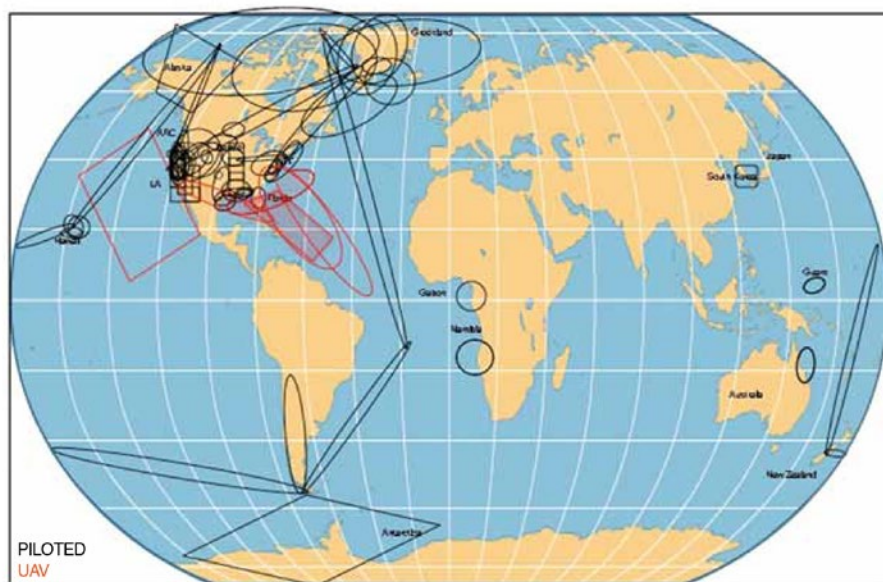 Greenland
Alaska
ARC
Japan
South Korea
LA
Florida
Hawaii
Guam
Gabon
Namibia
Australia
New Zealand
Antarctica
PILOTED
UAV